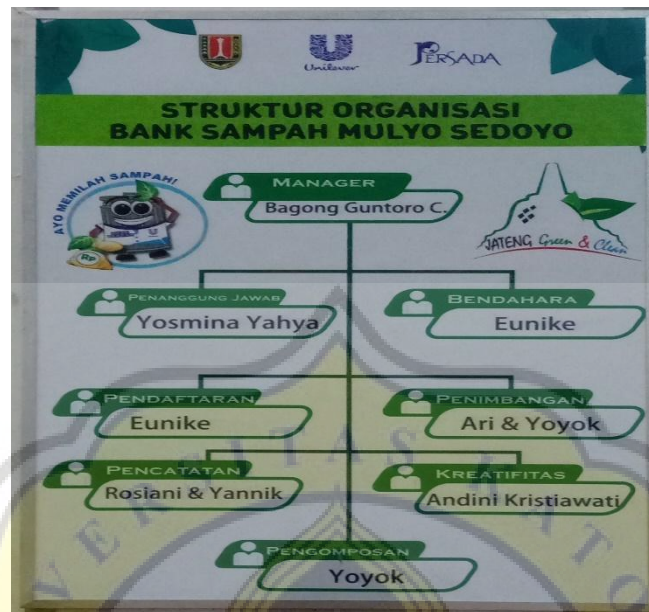 Unilever
PERSADA
STRUKTUR ORGANISASI
BANK SAMPAH MULYO SEDOYO
AYO MEMILAH SAMPAH!
Rp
MANAGER
Bagong Guntoro C.
JATENG Green & Clean
PENANGGUNG JAWAB
Yosmina Yahya
BENDAHARA
Eunike
PENDAFTARAN
Eunike
PENIMBANGAN
Ari & Yoyok
PENCATATAN
Rosiani & Yannik
KREATIFITAS
Andini Kristiawati
PENGOMPOSAN
Yoyok